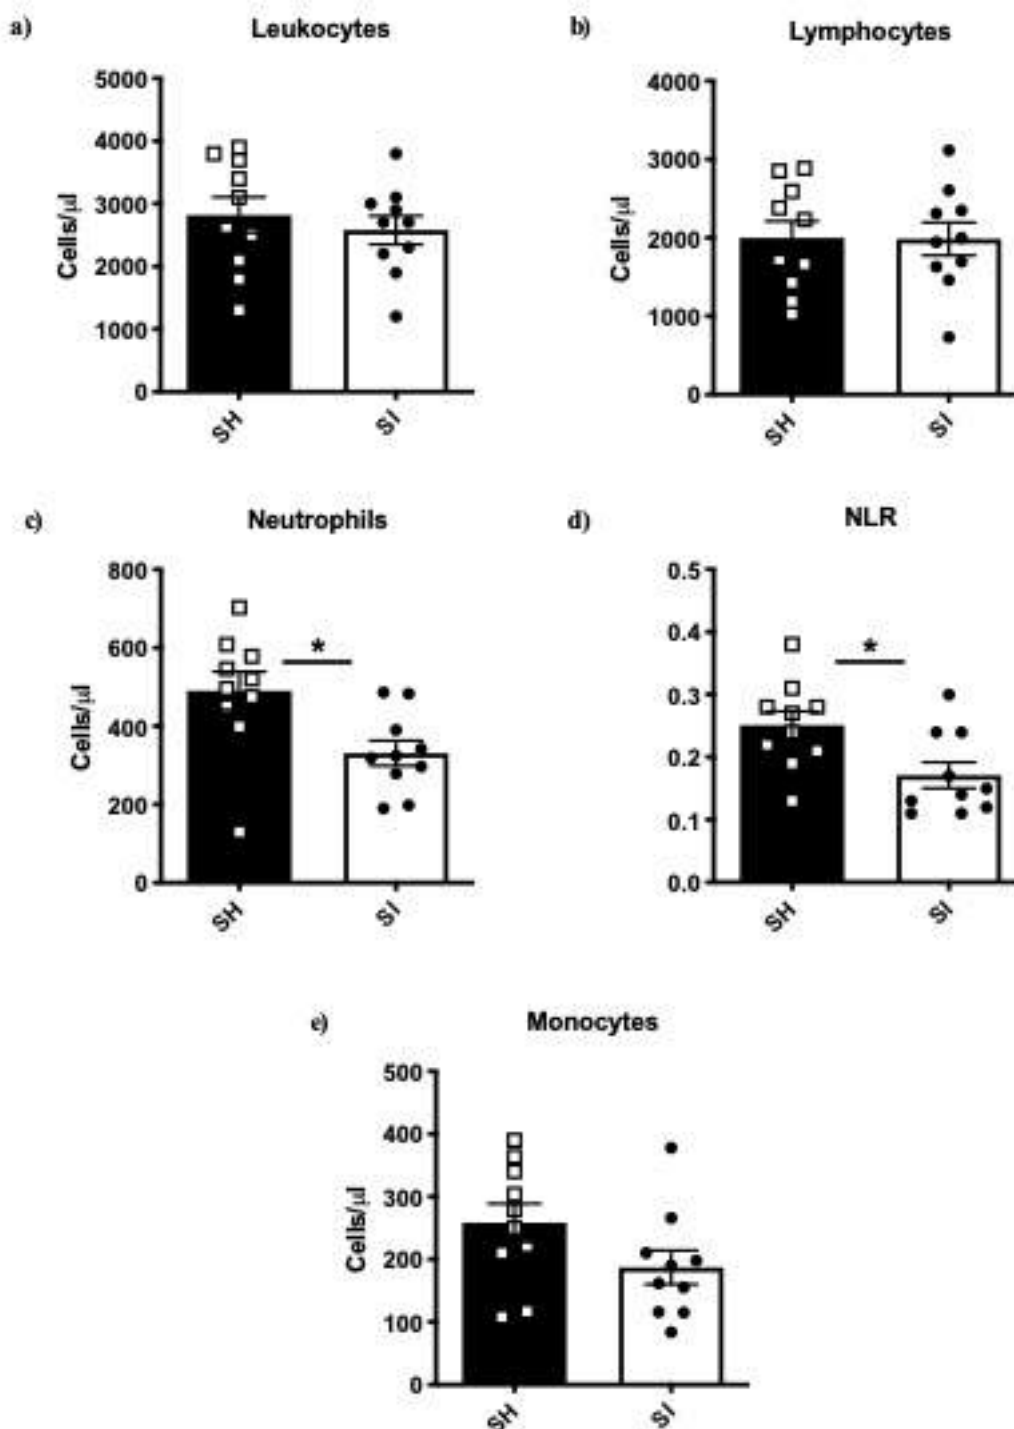 a) Leukocytes
5000
4000
3000
2000
1000
0
Cells/µl
SH SI
b) Lymphocytes
4000
3000
2000
1000
0
Cells/µl
SH SI
c) Neutrophils
800
600
400
200
0
Cells/µl
*
SH SI
d) NLR
0.5
0.4
0.3
0.2
0.1
0.0
*
SH SI
e) Monocytes
500
400
300
200
100
0
Cells/µl
SH SI